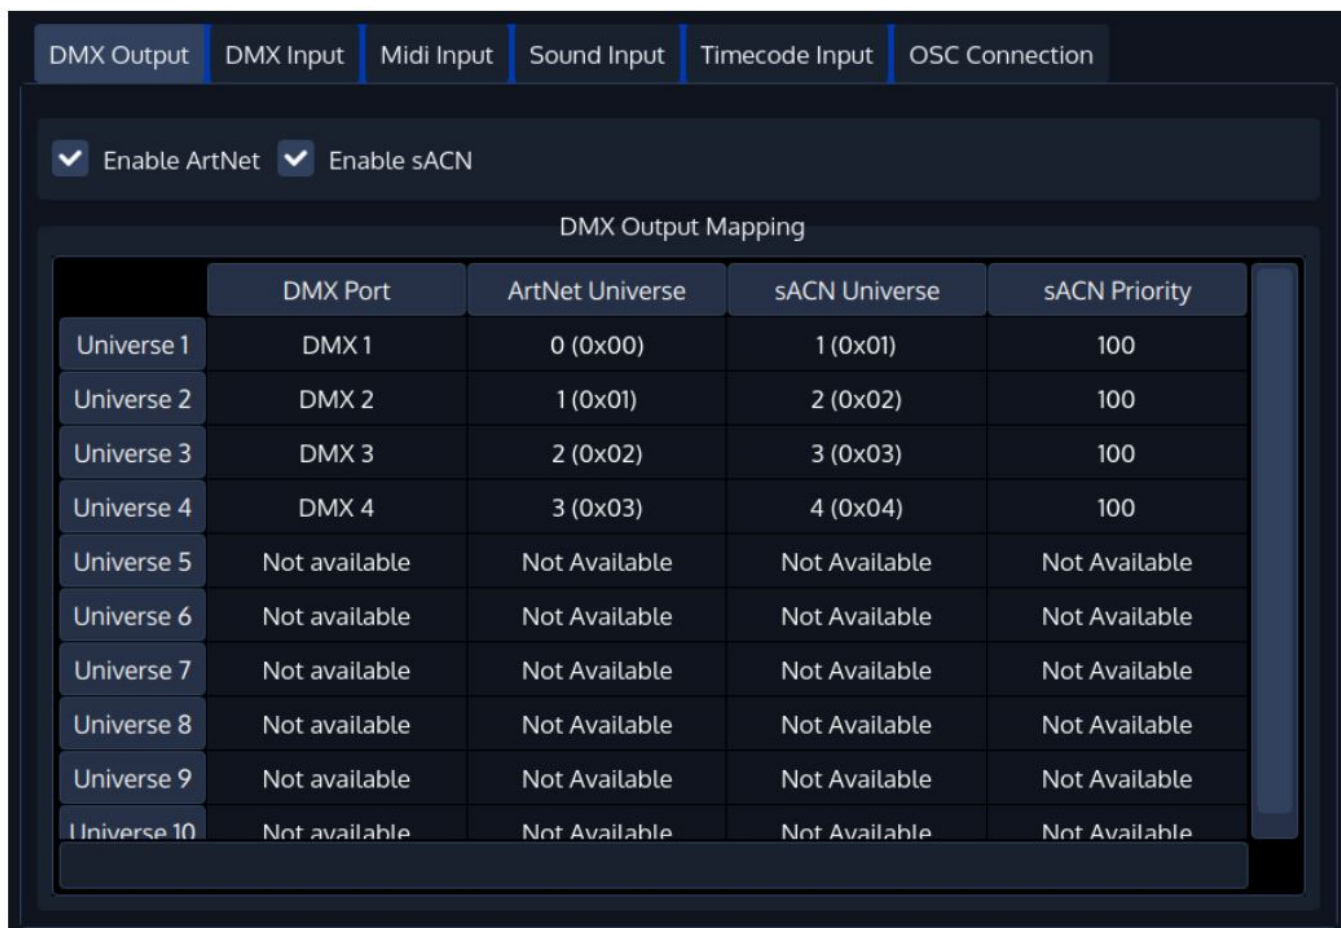 DMX Output DMX Input Midi Input Sound Input Timecode Input OSC Connection
Enable ArtNet Enable sACN
DMX Output Mapping
DMX Port ArtNet Universe sACN Universe sACN Priority
Universe 1 DMX 1 0 (0x00) 1 (0x01) 100
Universe 2 DMX 2 1 (0x01) 2 (0x02) 100
Universe 3 DMX 3 2 (0x02) 3 (0x03) 100
Universe 4 DMX 4 3 (0x03) 4 (0x04) 100
Universe 5 Not available Not Available Not Available Not Available
Universe 6 Not available Not Available Not Available Not Available
Universe 7 Not available Not Available Not Available Not Available
Universe 8 Not available Not Available Not Available Not Available
Universe 9 Not available Not Available Not Available Not Available
Universe 10 Not available Not Available Not Available Not Available